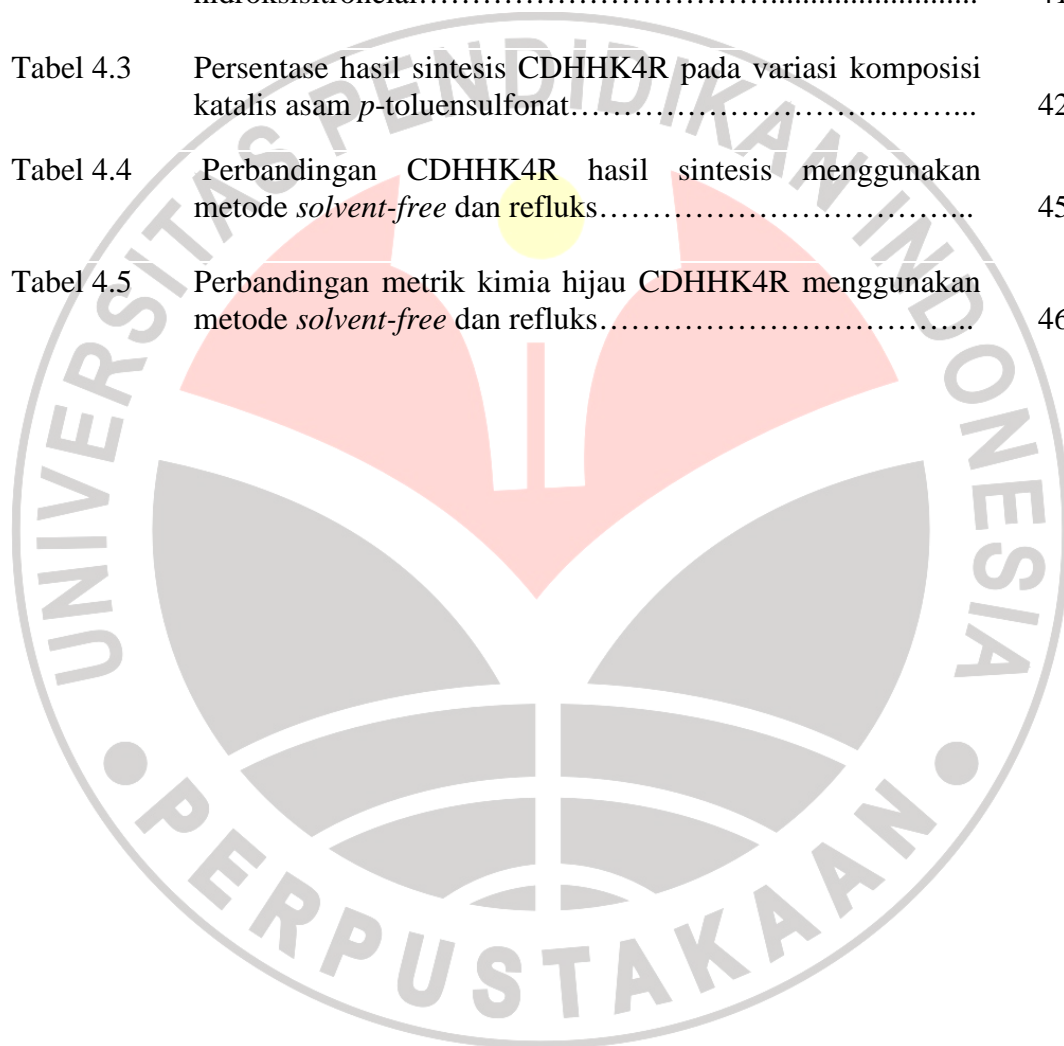 hidroksisitronelal……………………………….......................... 41
Tabel 4.3 Persentase hasil sintesis CDHHK4R pada variasi komposisi
katalis asam p-toluensulfonat………………………………... 42
Tabel 4.4 Perbandingan CDHHK4R hasil sintesis menggunakan
metode solvent-free dan refluks……………………………... 45
Tabel 4.5 Perbandingan metrik kimia hijau CDHHK4R menggunakan
metode solvent-free dan refluks……………………………... 46
UNIVERSITAS PENDIDIKAN INDONESIA
PERPUSTAKAAN